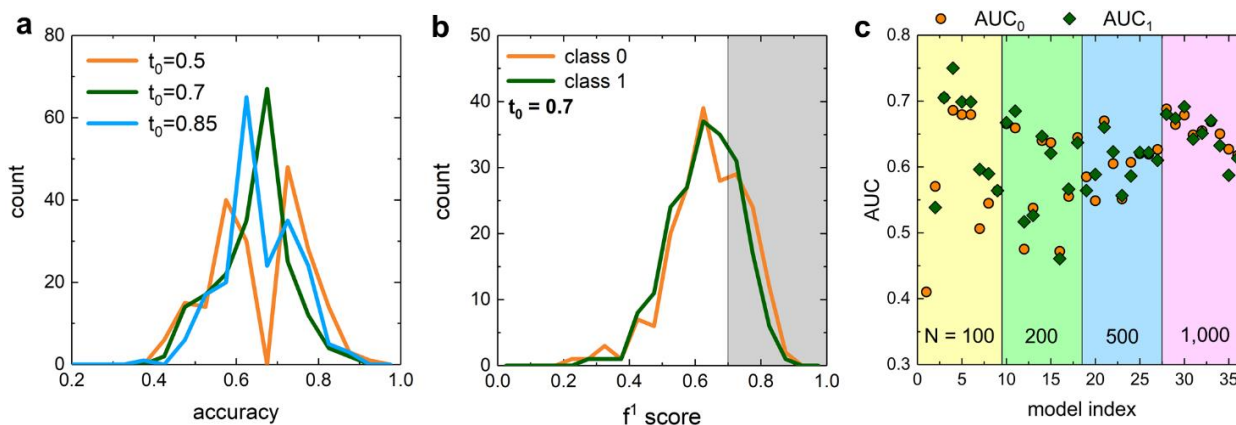 a
80
60
40
20
0
count
t₀=0.5
t₀=0.7
t₀=0.85
0.2 0.4 0.6 0.8 1.0
accuracy
b
50
40
30
20
10
0
count
class 0
class 1
t₀ = 0.7
0.0 0.2 0.4 0.6 0.8 1.0
f¹ score
c
AUC₀ AUC₁
0.8
0.7
0.6
0.5
0.4
0.3
AUC
N = 100 200 500 1,000
0 5 10 15 20 25 30 35
model index